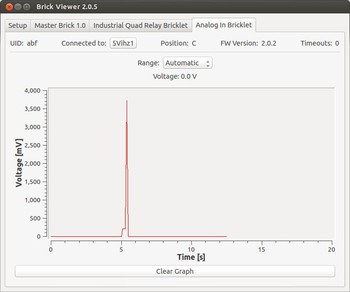 Brick Viewer 2.0.5
Setup Master Brick 1.0 Industrial Quad Relay Bricklet Analog In Bricklet
UID: abf Connected to: SVihz1 Position: C FW Version: 2.0.2 Timeouts: 0
Range: Automatic
Voltage: 0.0 V
4,000
3,500
3,000
2,500
2,000
1,500
1,000
500
0
Voltage [mV]
0 5 10 15 20
Time [s]
Clear Graph